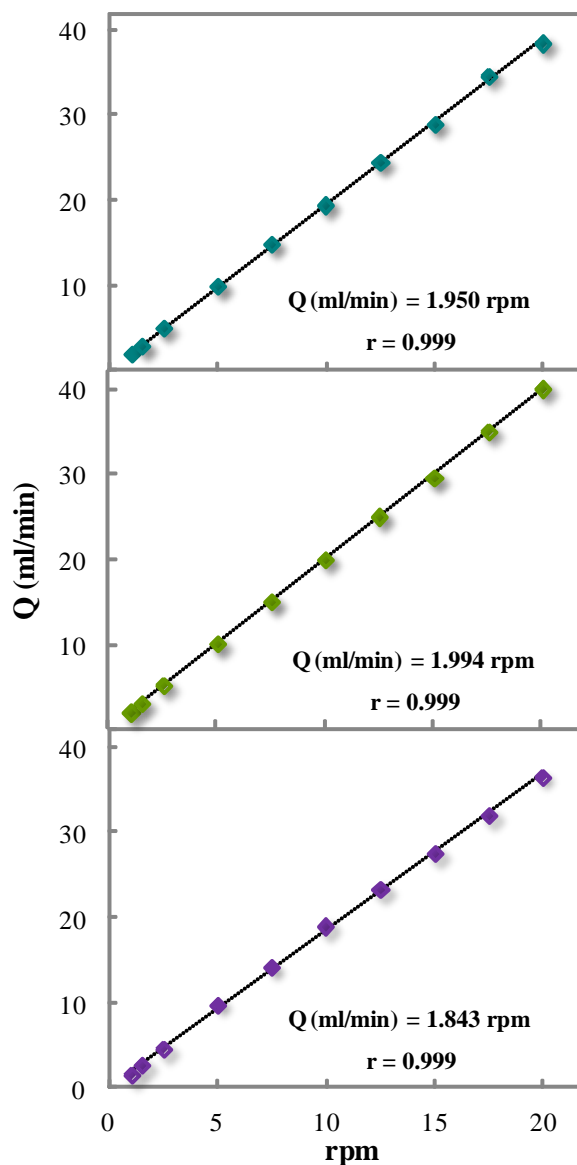 40
30
20
10
Q (ml/min) = 1.950 rpm
r = 0.999
40
30
20
10
Q (ml/min) = 1.994 rpm
r = 0.999
Q (ml/min)
40
30
20
10
0
Q (ml/min) = 1.843 rpm
r = 0.999
0 5 10 15 20
rpm